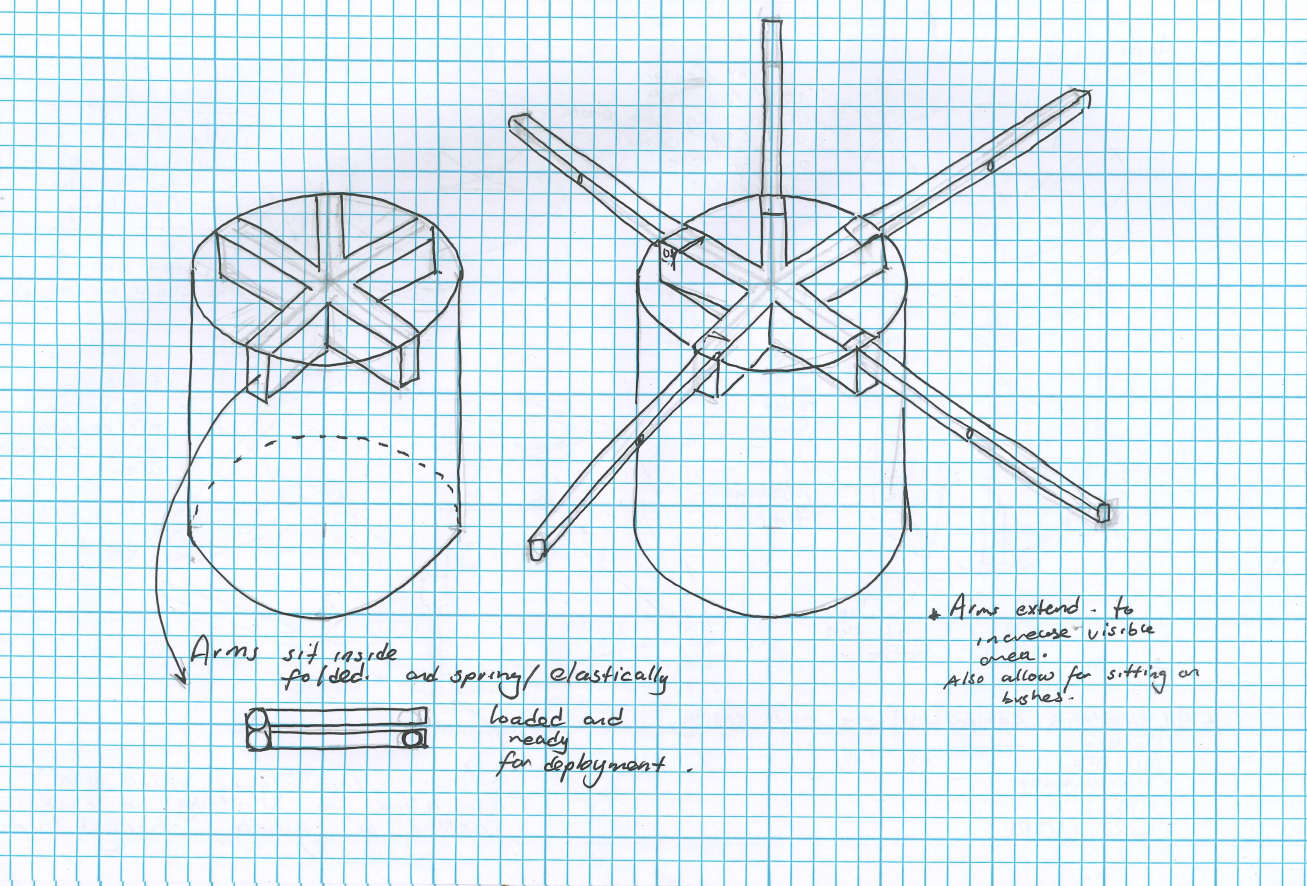 Arms sit inside
folded. and spring/ elastically
loaded and
ready
for deployment.
* Arms extend - to
increase visible
area.
Also allow for sitting on
bushes.